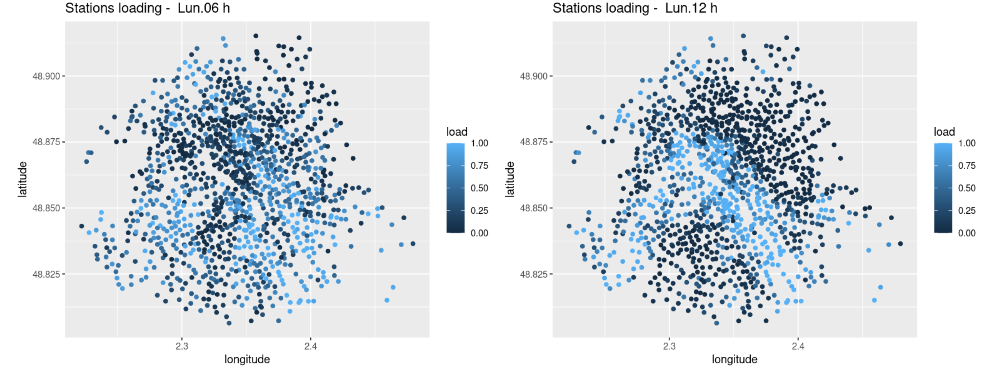 Stations loading -  Lun.06 h
48.900
48.875
48.850
48.825
latitude
2.3
2.4
longitude
load
1.00
0.75
0.50
0.25
0.00
Stations loading -  Lun.12 h
48.900
48.875
48.850
48.825
latitude
2.3
2.4
longitude
load
1.00
0.75
0.50
0.25
0.00